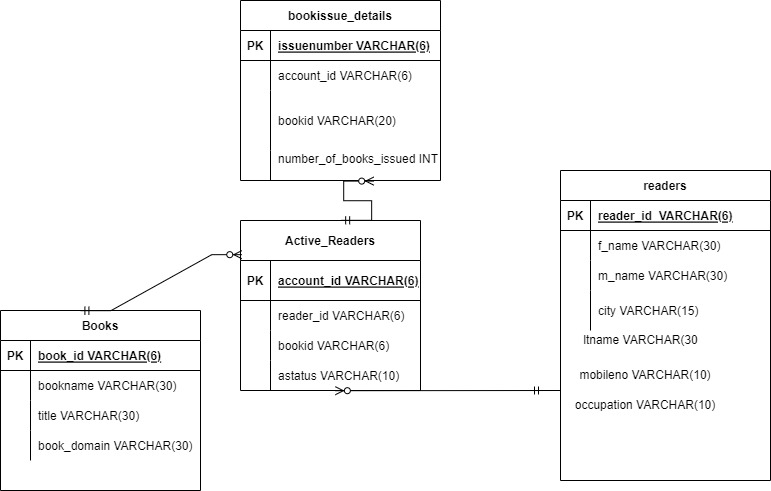 bookissue_details
PK issuenumber VARCHAR(6)
account_id VARCHAR(6)
bookid VARCHAR(20)
number_of_books_issued INT
readers
PK reader_id VARCHAR(6)
f_name VARCHAR(30)
m_name VARCHAR(30)
city VARCHAR(15)
ltname VARCHAR(30
mobileno VARCHAR(10)
occupation VARCHAR(10)
Active_Readers
PK account_id VARCHAR(6)
reader_id VARCHAR(6)
bookid VARCHAR(6)
astatus VARCHAR(10)
Books
PK book_id VARCHAR(6)
bookname VARCHAR(30)
title VARCHAR(30)
book_domain VARCHAR(30)